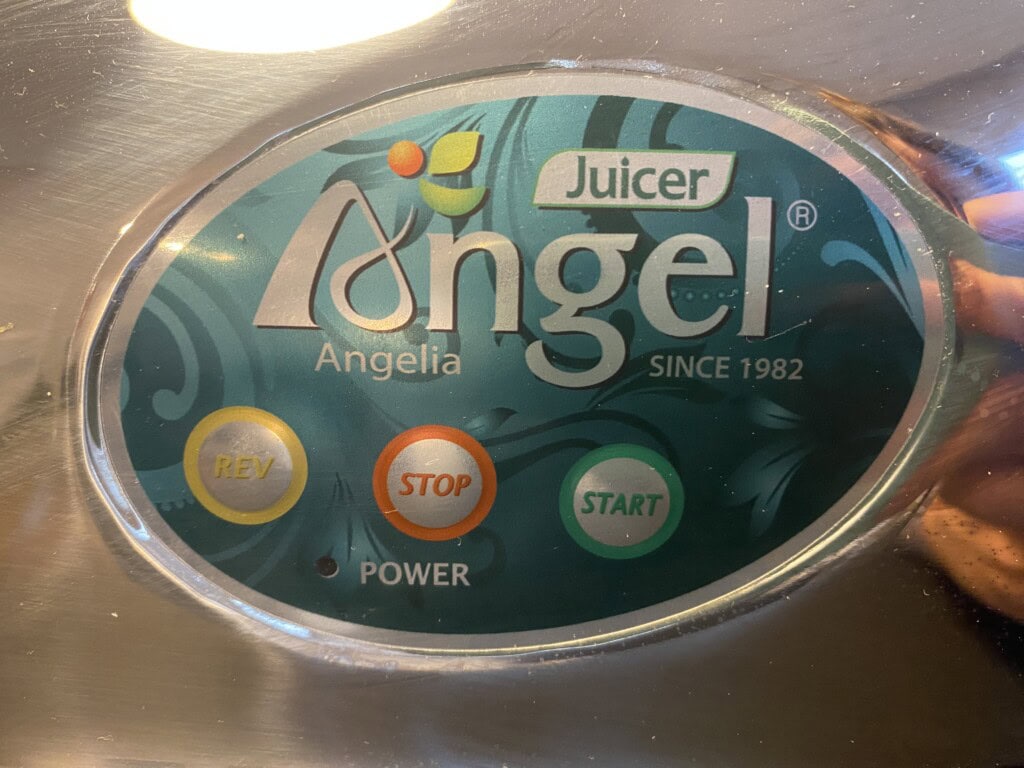 Juicer
Angel®
Angelia
SINCE 1982
REV
STOP
START
POWER